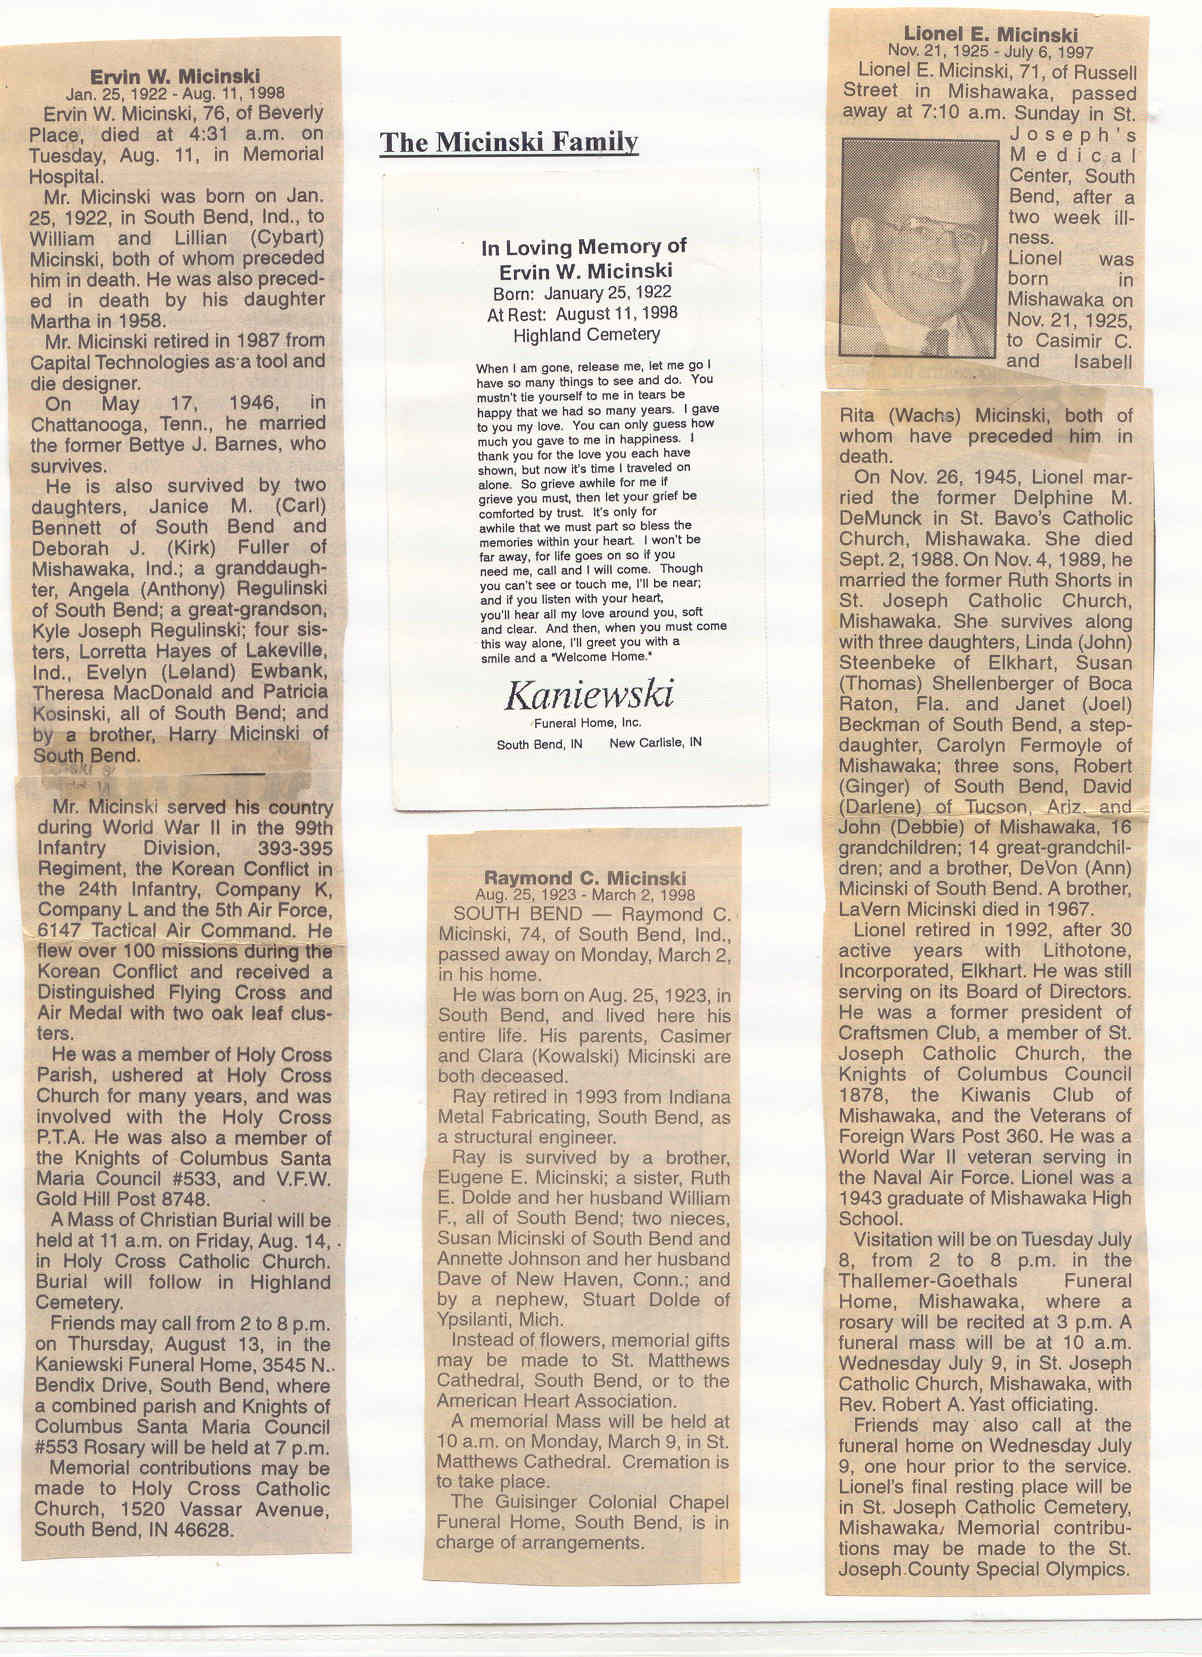 Ervin W. Micinski
Jan. 25, 1922 - Aug. 11, 1998
Ervin W. Micinski, 76, of Beverly
Place, died at 4:31 a.m. on
Tuesday, Aug. 11, in Memorial
Hospital.
Mr. Micinski was born on Jan.
25, 1922, in South Bend, Ind., to
William and Lillian (Cybart)
Micinski, both of whom preceded
him in death. He was also preced-
ed in death by his daughter
Martha in 1958.
Mr. Micinski retired in 1987 from
Capital Technologies as a tool and
die designer.
On May 17, 1946, in
Chattanooga, Tenn., he married
the former Bettye J. Barnes, who
survives.
He is also survived by two
daughters, Janice M. (Carl)
Bennett of South Bend and
Deborah J. (Kirk) Fuller of
Mishawaka, Ind.; a granddaugh-
ter, Angela (Anthony) Regulinski
of South Bend; a great-grandson,
Kyle Joseph Regulinski; four sis-
ters, Lorretta Hayes of Lakeville,
Ind., Evelyn (Leland) Ewbank,
Theresa MacDonald and Patricia
Kosinski, all of South Bend; and
by a brother, Harry Micinski of
South Bend.
Mr. Micinski served his country
during World War II in the 99th
Infantry Division, 393-395
Regiment, the Korean Conflict in
the 24th Infantry, Company K,
Company L and the 5th Air Force,
6147 Tactical Air Command. He
flew over 100 missions during the
Korean Conflict and received a
Distinguished Flying Cross and
Air Medal with two oak leaf clus-
ters.
He was a member of Holy Cross
Parish, ushered at Holy Cross
Church for many years, and was
involved with the Holy Cross
P.T.A. He was also a member of
the Knights of Columbus Santa
Maria Council #533, and V.F.W.
Gold Hill Post 8748.
A Mass of Christian Burial will be
held at 11 a.m. on Friday, Aug. 14,
in Holy Cross Catholic Church.
Burial will follow in Highland
Cemetery.
Friends may call from 2 to 8 p.m.
on Thursday, August 13, in the
Kaniewski Funeral Home, 3545 N.
Bendix Drive, South Bend, where
a combined parish and Knights of
Columbus Santa Maria Council
#553 Rosary will be held at 7 p.m.
Memorial contributions may be
made to Holy Cross Catholic
Church, 1520 Vassar Avenue,
South Bend, IN 46628.
The Micinski Family
In Loving Memory of
Ervin W. Micinski
Born: January 25, 1922
At Rest: August 11, 1998
Highland Cemetery
When I am gone, release me, let me go I
have so many things to see and do. You
mustn't tie yourself to me in tears be
happy that we had so many years. I gave
to you my love. You can only guess how
much you gave to me in happiness. I
thank you for the love you each have
shown, but now it's time I traveled on
alone. So grieve awhile for me if
grieve you must, then let your grief be
comforted by trust. It's only for
awhile that we must part so bless the
memories within your heart. I won't be
far away, for life goes on so if you
need me, call and I will come. Though
you can't see or touch me, I'll be near;
and if you listen with your heart,
you'll hear all my love around you, soft
and clear. And then, when you must come
this way alone, I'll greet you with a
smile and a "Welcome Home."
Kaniewski
Funeral Home, Inc.
South Bend, IN New Carlisle, IN
Raymond C. Micinski
Aug. 25, 1923 - March 2, 1998
SOUTH BEND — Raymond C.
Micinski, 74, of South Bend, Ind.,
passed away on Monday, March 2,
in his home.
He was born on Aug. 25, 1923, in
South Bend, and lived here his
entire life. His parents, Casimer
and Clara (Kowalski) Micinski are
both deceased.
Ray retired in 1993 from Indiana
Metal Fabricating, South Bend, as
a structural engineer.
Ray is survived by a brother,
Eugene E. Micinski; a sister, Ruth
E. Dolde and her husband William
F., all of South Bend; two nieces,
Susan Micinski of South Bend and
Annette Johnson and her husband
Dave of New Haven, Conn.; and
by a nephew, Stuart Dolde of
Ypsilanti, Mich.
Instead of flowers, memorial gifts
may be made to St. Matthews
Cathedral, South Bend, or to the
American Heart Association.
A memorial Mass will be held at
10 a.m. on Monday, March 9, in St.
Matthews Cathedral. Cremation is
to take place.
The Guisinger Colonial Chapel
Funeral Home, South Bend, is in
charge of arrangements.
Lionel E. Micinski
Nov. 21, 1925 - July 6, 1997
Lionel E. Micinski, 71, of Russell
Street in Mishawaka, passed
away at 7:10 a.m. Sunday in St.
Joseph's
Medical
Center, South
Bend, after a
two week ill-
ness.
Lionel was
born in
Mishawaka on
Nov. 21, 1925,
to Casimir C.
and Isabell
Rita (Wachs) Micinski, both of
whom have preceded him in
death.
On Nov. 26, 1945, Lionel mar-
ried the former Delphine M.
DeMunck in St. Bavo's Catholic
Church, Mishawaka. She died
Sept. 2, 1988. On Nov. 4, 1989, he
married the former Ruth Shorts in
St. Joseph Catholic Church,
Mishawaka. She survives along
with three daughters, Linda (John)
Steenbeke of Elkhart, Susan
(Thomas) Shellenberger of Boca
Raton, Fla. and Janet (Joel)
Beckman of South Bend, a step-
daughter, Carolyn Fermoyle of
Mishawaka; three sons, Robert
(Ginger) of South Bend, David
(Darlene) of Tucson, Ariz. and
John (Debbie) of Mishawaka, 16
grandchildren; 14 great-grandchil-
dren; and a brother, DeVon (Ann)
Micinski of South Bend. A brother,
LaVern Micinski died in 1967.
Lionel retired in 1992, after 30
active years with Lithotone,
Incorporated, Elkhart. He was still
serving on its Board of Directors.
He was a former president of
Craftsmen Club, a member of St.
Joseph Catholic Church, the
Knights of Columbus Council
1878, the Kiwanis Club of
Mishawaka, and the Veterans of
Foreign Wars Post 360. He was a
World War II veteran serving in
the Naval Air Force. Lionel was a
1943 graduate of Mishawaka High
School.
Visitation will be on Tuesday July
8, from 2 to 8 p.m. in the
Thallemer-Goethals Funeral
Home, Mishawaka, where a
rosary will be recited at 3 p.m. A
funeral mass will be at 10 a.m.
Wednesday July 9, in St. Joseph
Catholic Church, Mishawaka, with
Rev. Robert A. Yast officiating.
Friends may also call at the
funeral home on Wednesday July
9, one hour prior to the service.
Lionel's final resting place will be
in St. Joseph Catholic Cemetery,
Mishawaka. Memorial contribu-
tions may be made to the St.
Joseph County Special Olympics.